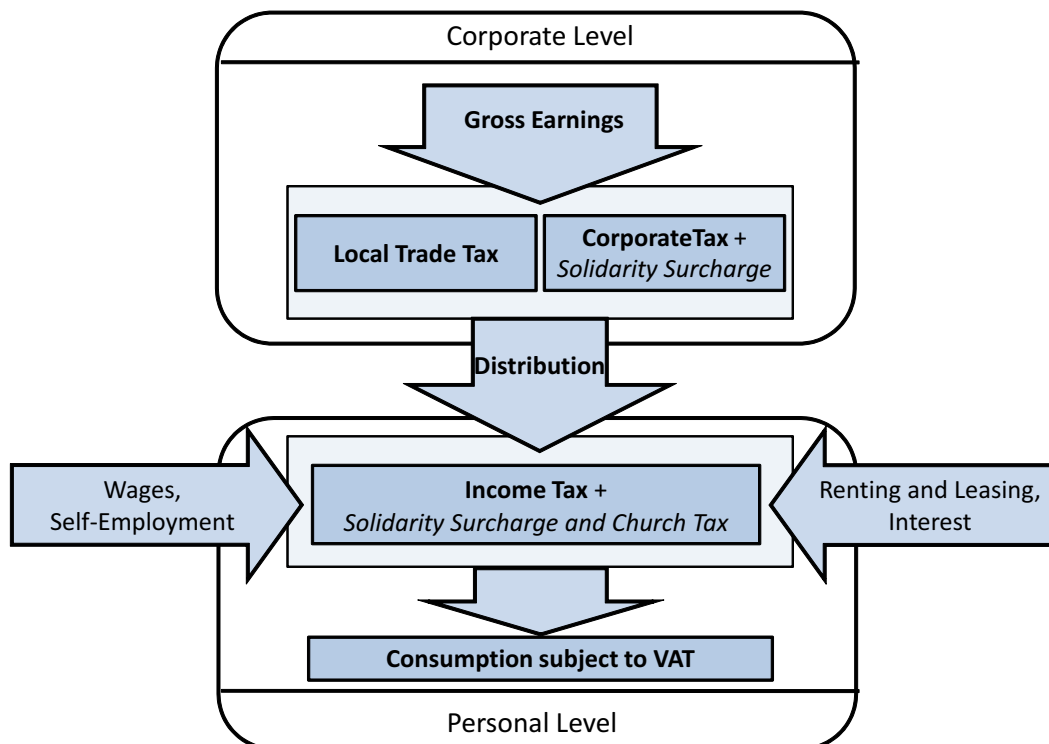 Corporate Level
Gross Earnings
Local Trade Tax
CorporateTax +
Solidarity Surcharge
Distribution
Wages,
Self-Employment
Income Tax +
Solidarity Surcharge and Church Tax
Renting and Leasing,
Interest
Consumption subject to VAT
Personal Level